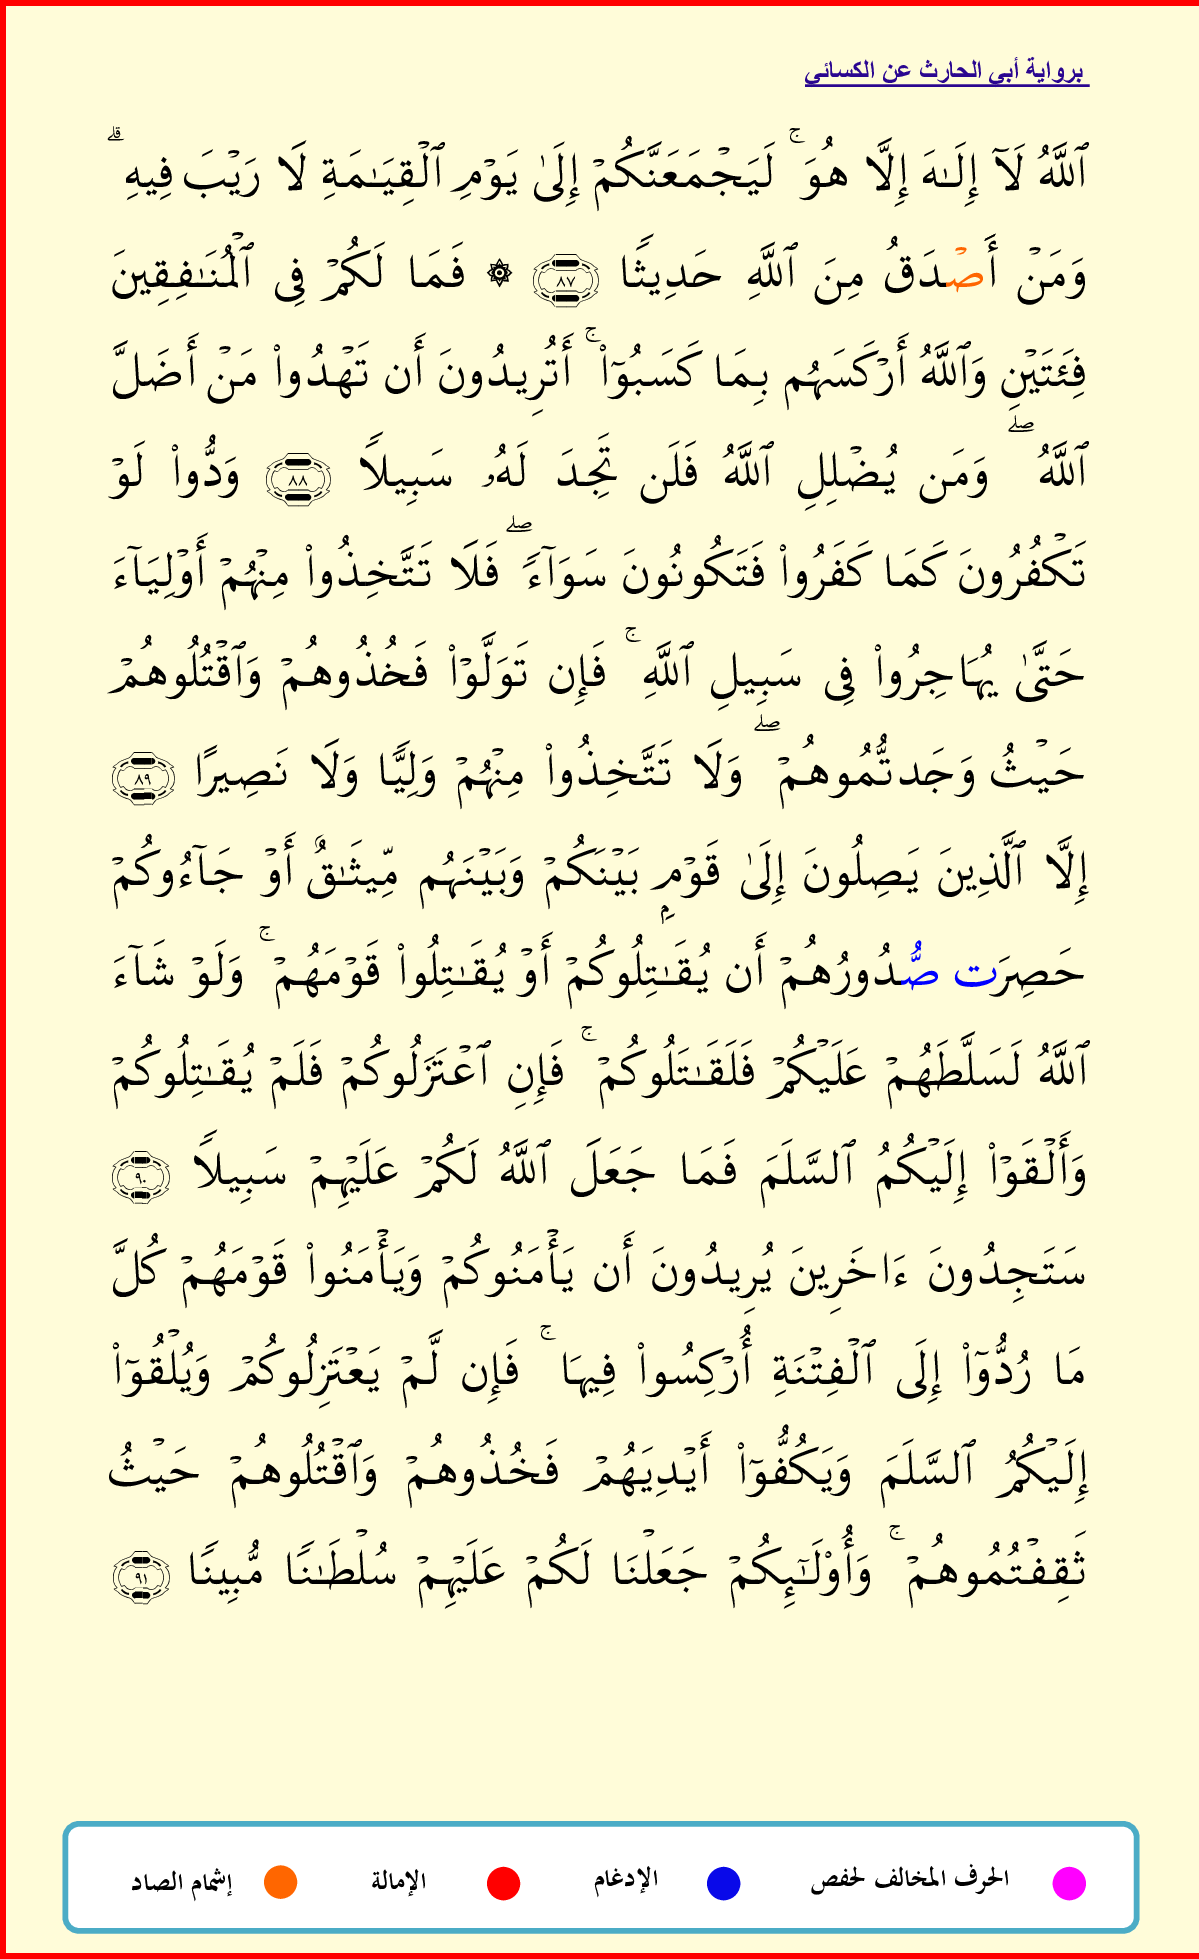 برواية أبي الحارث عن الكسائي
ٱللَّهُ لَآ إِلَـٰهَ إِلَّا هُوَ ۚ لَيَجْمَعَنَّكُمْ إِلَىٰ يَوْمِ ٱلْقِيَـٰمَةِ لَا رَيْبَ فِيهِ ۗ
وَمَنْ أَصْدَقُ مِنَ ٱللَّهِ حَدِيثًا ٨٧ ۞ فَمَا لَكُمْ فِى ٱلْمُنَـٰفِقِينَ
فِئَتَيْنِ وَٱللَّهُ أَرْكَسَهُم بِمَا كَسَبُوٓا۟ ۚ أَتُرِيدُونَ أَن تَهْدُوا۟ مَنْ أَضَلَّ
ٱللَّهُ ۖ وَمَن يُضْلِلِ ٱللَّهُ فَلَن تَجِدَ لَهُۥ سَبِيلًا ٨٨ وَدُّوا۟ لَوْ
تَكْفُرُونَ كَمَا كَفَرُوا۟ فَتَكُونُونَ سَوَآءً ۖ فَلَا تَتَّخِذُوا۟ مِنْهُمْ أَوْلِيَآءَ
حَتَّىٰ يُهَاجِرُوا۟ فِى سَبِيلِ ٱللَّهِ ۚ فَإِن تَوَلَّوْا۟ فَخُذُوهُمْ وَٱقْتُلُوهُمْ
حَيْثُ وَجَدتُّمُوهُمْ ۖ وَلَا تَتَّخِذُوا۟ مِنْهُمْ وَلِيًّا وَلَا نَصِيرًا ٨٩
إِلَّا ٱلَّذِينَ يَصِلُونَ إِلَىٰ قَوْمٍۭ بَيْنَكُمْ وَبَيْنَهُم مِّيثَـٰقٌ أَوْ جَآءُوكُمْ
حَصِرَت صُّدُورُهُمْ أَن يُقَـٰتِلُوكُمْ أَوْ يُقَـٰتِلُوا۟ قَوْمَهُمْ ۚ وَلَوْ شَآءَ
ٱللَّهُ لَسَلَّطَهُمْ عَلَيْكُمْ فَلَقَـٰتَلُوكُمْ ۚ فَإِنِ ٱعْتَزَلُوكُمْ فَلَمْ يُقَـٰتِلُوكُمْ
وَأَلْقَوْا۟ إِلَيْكُمُ ٱلسَّلَمَ فَمَا جَعَلَ ٱللَّهُ لَكُمْ عَلَيْهِمْ سَبِيلًا ٩٠
سَتَجِدُونَ ءَاخَرِينَ يُرِيدُونَ أَن يَأْمَنُوكُمْ وَيَأْمَنُوا۟ قَوْمَهُمْ كُلَّ
مَا رُدُّوٓا۟ إِلَى ٱلْفِتْنَةِ أُرْكِسُوا۟ فِيهَا ۚ فَإِن لَّمْ يَعْتَزِلُوكُمْ وَيُلْقُوٓا۟
إِلَيْكُمُ ٱلسَّلَمَ وَيَكُفُّوٓا۟ أَيْدِيَهُمْ فَخُذُوهُمْ وَٱقْتُلُوهُمْ حَيْثُ
ثَقِفْتُمُوهُمْ ۚ وَأُو۟لَـٰٓئِكُمْ جَعَلْنَا لَكُمْ عَلَيْهِمْ سُلْطَـٰنًا مُّبِينًا ٩١
الحرف المخالف لحفص الإدغام الإمالة إشمام الصاد